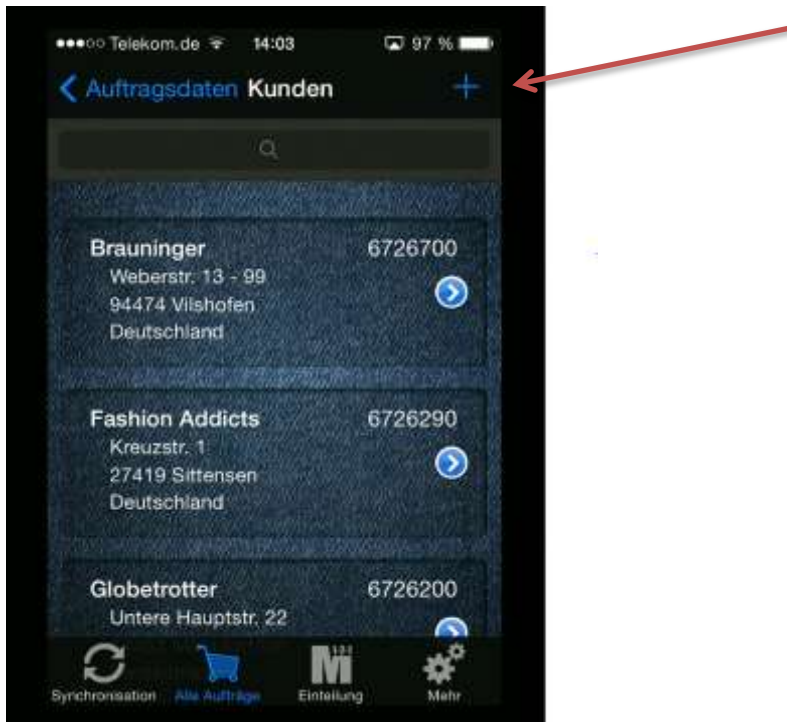 Telekom.de 14:03 97 %
Auftragsdaten Kunden +
Brauninger 6726700
Weberstr. 13 - 99
94474 Vilshofen
Deutschland
Fashion Addicts 6726290
Kreuzstr. 1
27419 Sittensen
Deutschland
Globetrotter 6726200
Untere Hauptstr. 22
Synchronisation Alle Aufträge Einteilung Mehr